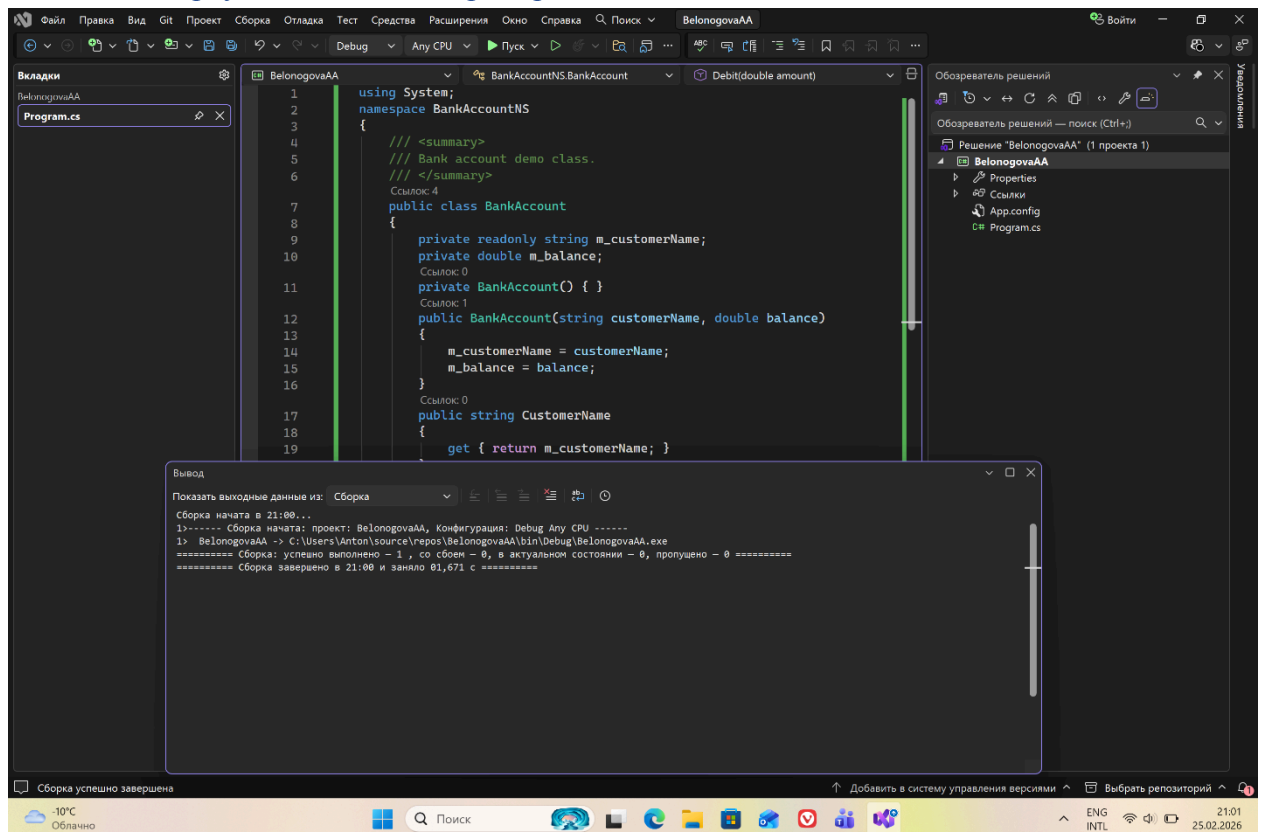 Файл Правка Вид Git Проект Сборка Отладка Тест Средства Расширения Окно Справка Поиск BelonogovaAA Войти
Debug Any CPU Пуск
Вкладки
BelonogovaAA
Program.cs
BelonogovaAA BankAccountNS.BankAccount Debit(double amount)
1 using System;
2 namespace BankAccountNS
3 {
4 /// <summary>
5 /// Bank account demo class.
6 /// </summary>
Ссылок: 4
7 public class BankAccount
8 {
9 private readonly string m_customerName;
10 private double m_balance;
Ссылок: 0
11 private BankAccount() { }
Ссылок: 1
12 public BankAccount(string customerName, double balance)
13 {
14 m_customerName = customerName;
15 m_balance = balance;
16 }
Ссылок: 0
17 public string CustomerName
18 {
19 get { return m_customerName; }
Обозреватель решений
Обозреватель решений — поиск (Ctrl+;)
Решение "BelonogovaAA" (1 проекта 1)
BelonogovaAA
Properties
Ссылки
App.config
C# Program.cs
Уведомления
Вывод
Показать выходные данные из: Сборка
Сборка начата в 21:00...
1>------ Сборка начата: проект: BelonogovaAA, Конфигурация: Debug Any CPU ------
1> BelonogovaAA -> C:\Users\Anton\source\repos\BelonogovaAA\bin\Debug\BelonogovaAA.exe
========== Сборка: успешно выполнено — 1 , со сбоем — 0, в актуальном состоянии — 0, пропущено — 0 ==========
========== Сборка завершено в 21:00 и заняло 01,671 с ==========
Сборка успешно завершена
Добавить в систему управления версиями Выбрать репозиторий
-10°C
Облачно
Поиск
ENG
INTL
21:01
25.02.2026